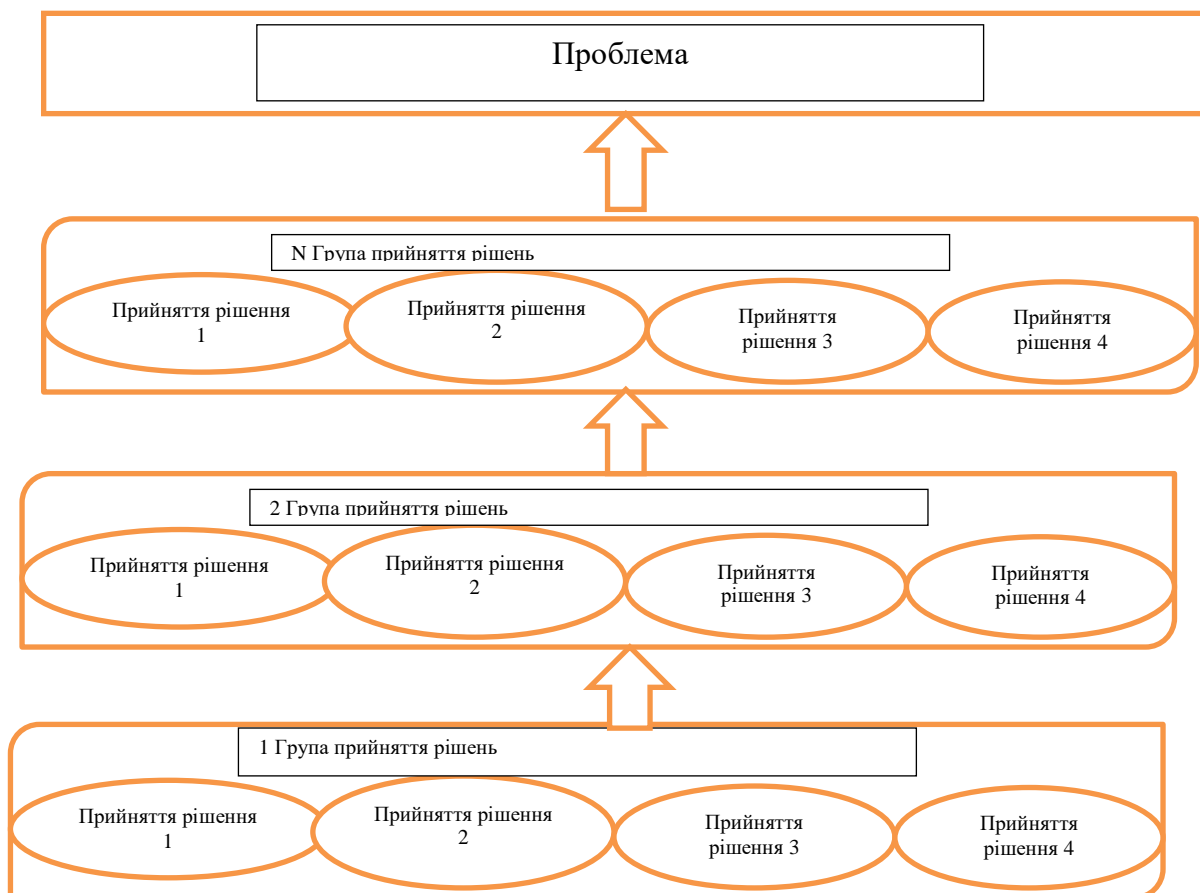 Проблема
N Група прийняття рішень
Прийняття рішення
1
Прийняття рішення
2
Прийняття
рішення 3
Прийняття
рішення 4
2 Група прийняття рішень
Прийняття рішення
1
Прийняття рішення
2
Прийняття
рішення 3
Прийняття
рішення 4
1 Група прийняття рішень
Прийняття рішення
1
Прийняття рішення
2
Прийняття
рішення 3
Прийняття
рішення 4